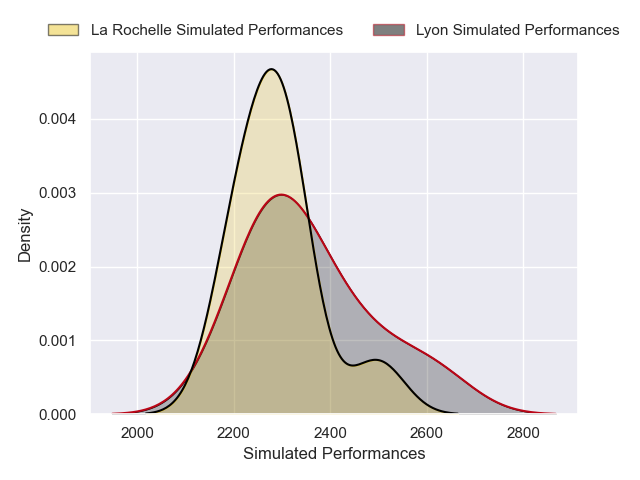 La Rochelle Simulated Performances Lyon Simulated Performances
0.004
0.003
0.002
0.001
0.000
Density
2000 2200 2400 2600 2800
Simulated Performances